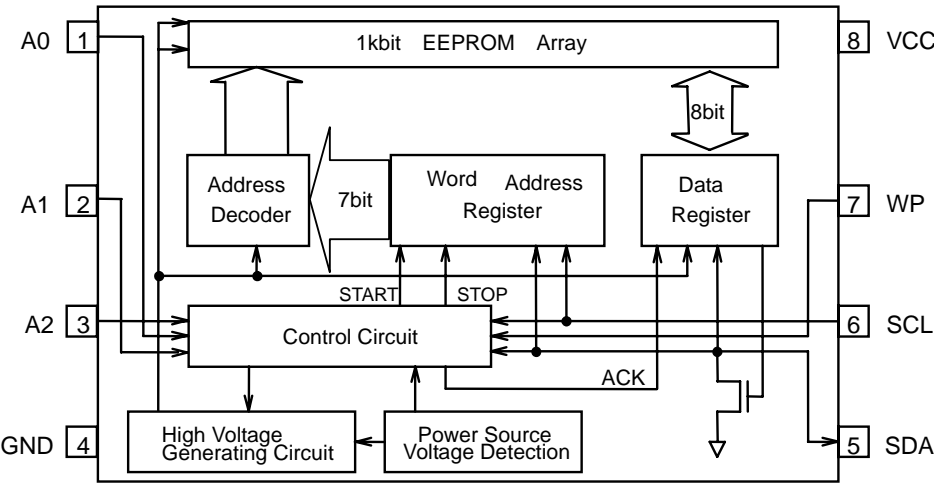 A0 1
1kbit EEPROM Array
8 VCC
8bit
A1 2
Address
Decoder
7bit
Word Address
Register
Data
Register
7 WP
START STOP
A2 3
Control Circuit
6 SCL
ACK
GND 4
High Voltage
Generating Circuit
Power Source
Voltage Detection
5 SDA